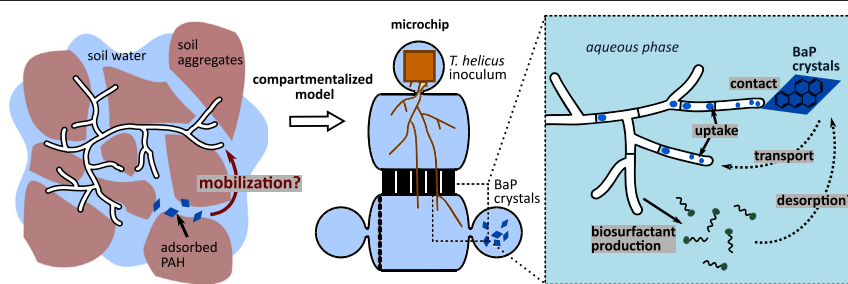 soil water
soil
aggregates
mobilization?
adsorbed
PAH
compartmentalized
model
microchip
T. helicus
inoculum
BaP
crystals
aqueous phase
BaP
crystals
contact
uptake
transport
desorption?
biosurfactant
production